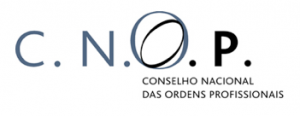 C. N. O. P.
CONSELHO NACIONAL
DAS ORDENS PROFISSIONAIS